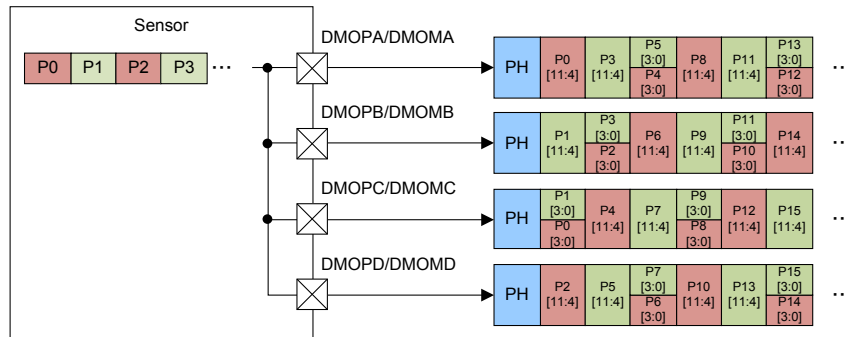 Sensor
P0 P1 P2 P3 ...
DMOPA/DMOMA
PH P0 [11:4] P3 [11:4] P5 [3:0] P4 [3:0] P8 [11:4] P11 [11:4] P13 [3:0] P12 [3:0] ..
DMOPB/DMOMB
PH P1 [11:4] P3 [3:0] P2 [3:0] P6 [11:4] P9 [11:4] P11 [3:0] P10 [3:0] P14 [11:4] ..
DMOPC/DMOMC
PH P1 [3:0] P0 [3:0] P4 [11:4] P7 [11:4] P9 [3:0] P8 [3:0] P12 [11:4] P15 [11:4] ..
DMOPD/DMOMD
PH P2 [11:4] P5 [11:4] P7 [3:0] P6 [3:0] P10 [11:4] P13 [11:4] P15 [3:0] P14 [3:0] ..